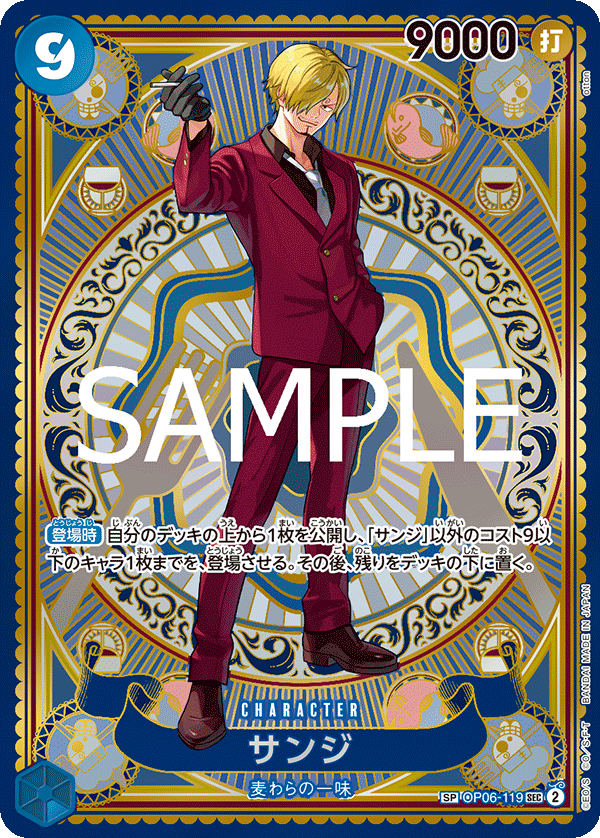 9
9000
打
otton
SAMPLE
登場時 自分のデッキの上から1枚を公開し、「サンジ」以外のコスト9以
下のキャラ1枚までを、登場させる。その後、残りをデッキの下に置く。
CHARACTER
サンジ
麦わらの一味
SP OP06-119 SEC 2
©EO/S ©O/S・F・T BANDAI MADE IN JAPAN